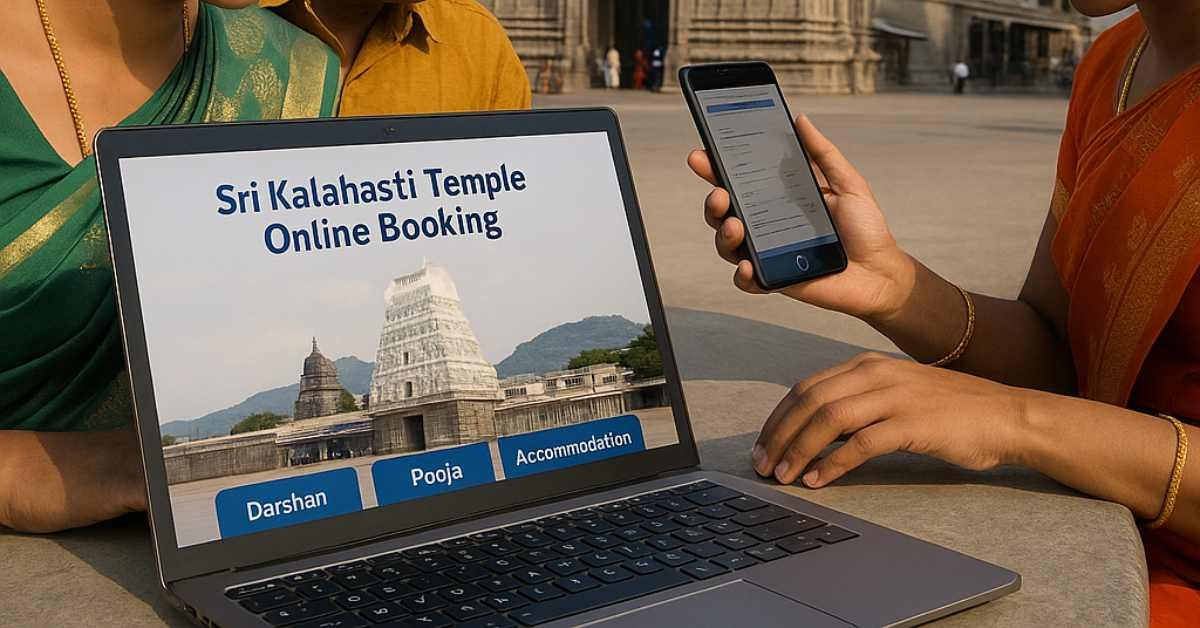 Sri Kalahasti Temple
Online Booking
Darshan
Pooja
Accommodation